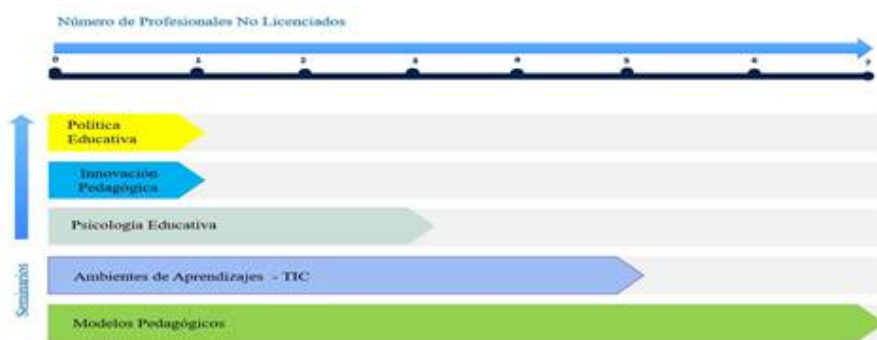 Número de Profesionales No Licenciados
0 1 2 3 4 5 6 7
Política
Educativa
Innovación
Pedagógica
Psicología Educativa
Ambientes de Aprendizajes - TIC
Modelos Pedagógicos
Seminarios